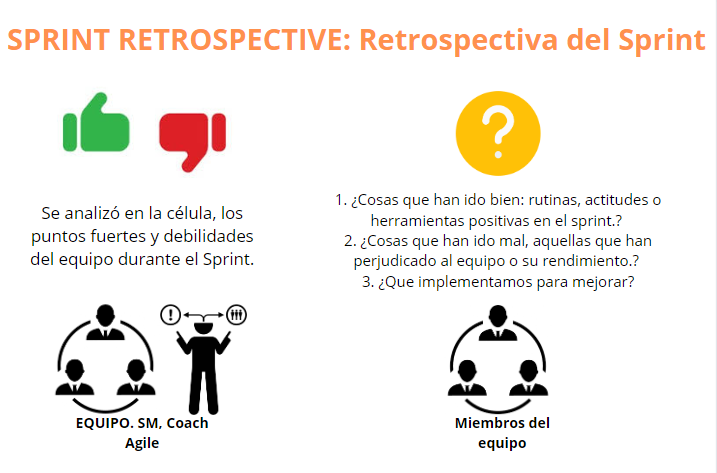 SPRINT RETROSPECTIVE: Retrospectiva del Sprint
Se analizó en la célula, los
puntos fuertes y debilidades
del equipo durante el Sprint.
EQUIPO. SM, Coach
Agile
1. ¿Cosas que han ido bien: rutinas, actitudes o
herramientas positivas en el sprint.?
2. ¿Cosas que han ido mal, aquellas que han
perjudicado al equipo o su rendimiento.?
3. ¿Que implementamos para mejorar?
Miembros del
equipo